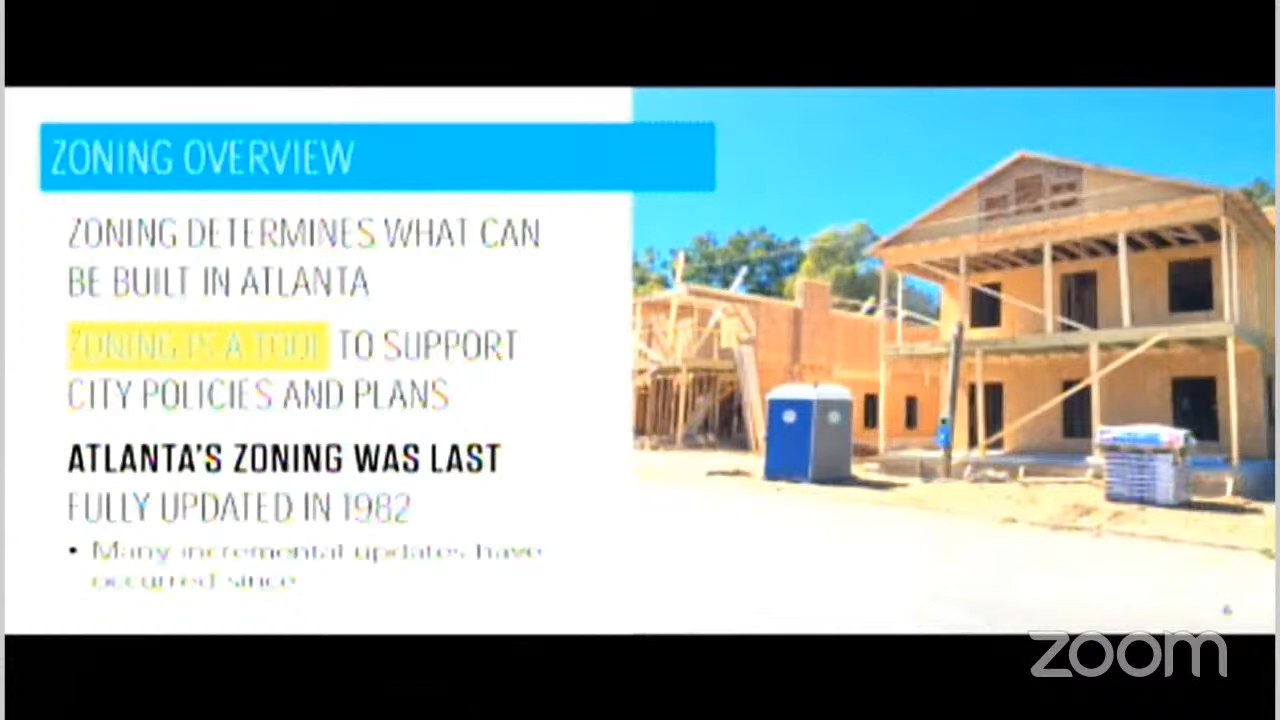 ZONING OVERVIEW
ZONING DETERMINES WHAT CAN
BE BUILT IN ATLANTA
ZONING IS A TOOL TO SUPPORT
CITY POLICIES AND PLANS
ATLANTA'S ZONING WAS LAST
FULLY UPDATED IN 1982
• Many incremental updates have
occurred since
6
zoom